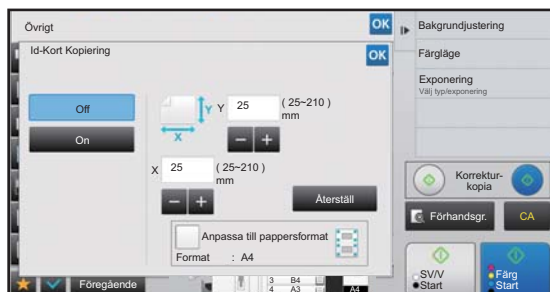 Övrigt
OK
Id-Kort Kopiering
OK
Off
On
Y
Y 25 ( 25~210 )
mm
X
X 25 ( 25~210 )
mm
Återställ
Anpassa till pappersformat
Format : A4
Föregående
3 B4
4 A3
A4
Bakgrundjustering
Färgläge
Exponering
Välj typ/exponering
Korrektur-
kopia
Förhandsgr.
CA
SV/V
Start
Färg
Start